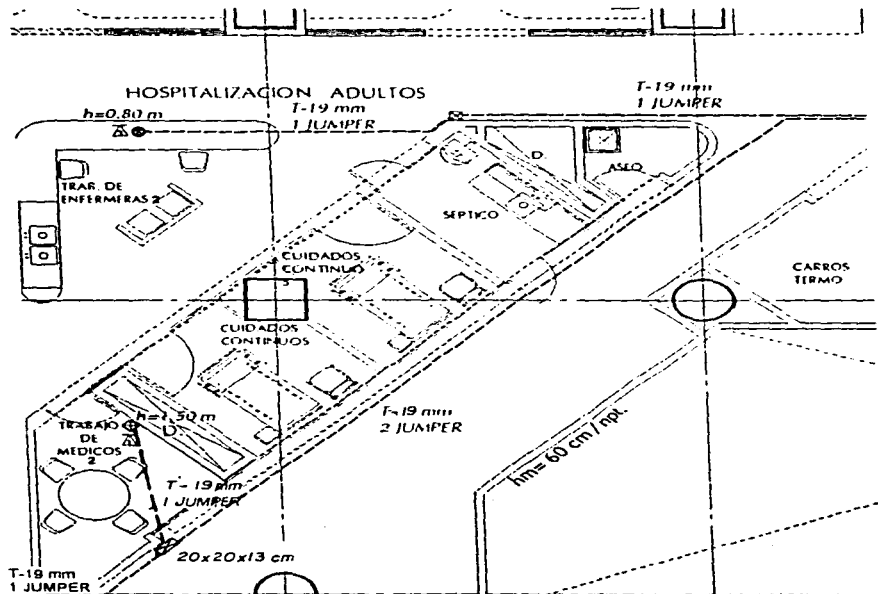 HOSPITALIZACION ADULTOS
T-19 mm
1 JUMPER
h=0.80 m
T-19 mm
1 JUMPER
TRAB. DE
ENFERMERAS 2
D.
ASEO
SEPTICO
CUIDADOS
CONTINUO
S
CARROS
TERMO
CUIDADOS
CONTINUOS
h=1.50 m
D.
TRABAJO
DE
MEDICOS
2
T-19 mm
2 JUMPER
hm= 60 cm / npt.
T-19 mm
1 JUMPER
20x20x13 cm
T-19 mm
1 JUMPER